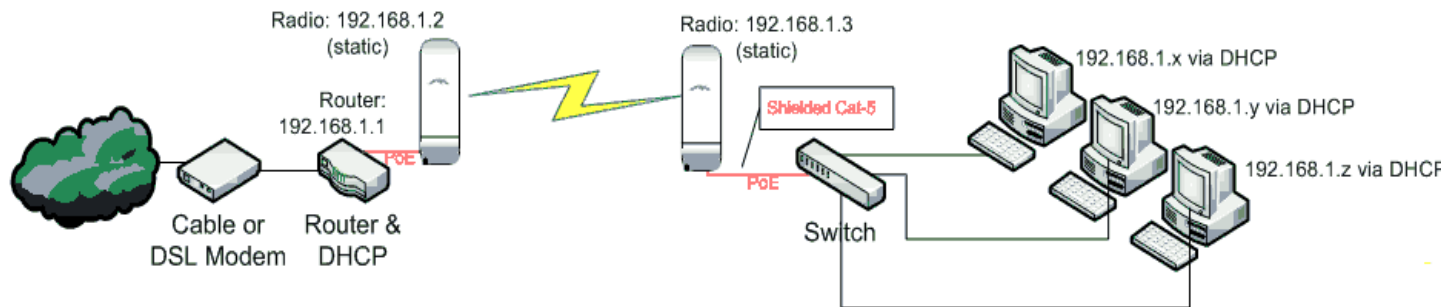 Radio: 192.168.1.2
(static)
Radio: 192.168.1.3
(static)
192.168.1.x via DHCP
Router:
192.168.1.1
Shielded Cat-5
192.168.1.y via DHCP
PoE
192.168.1.z via DHCP
PoE
Cable or
DSL Modem
Router &
DHCP
Switch